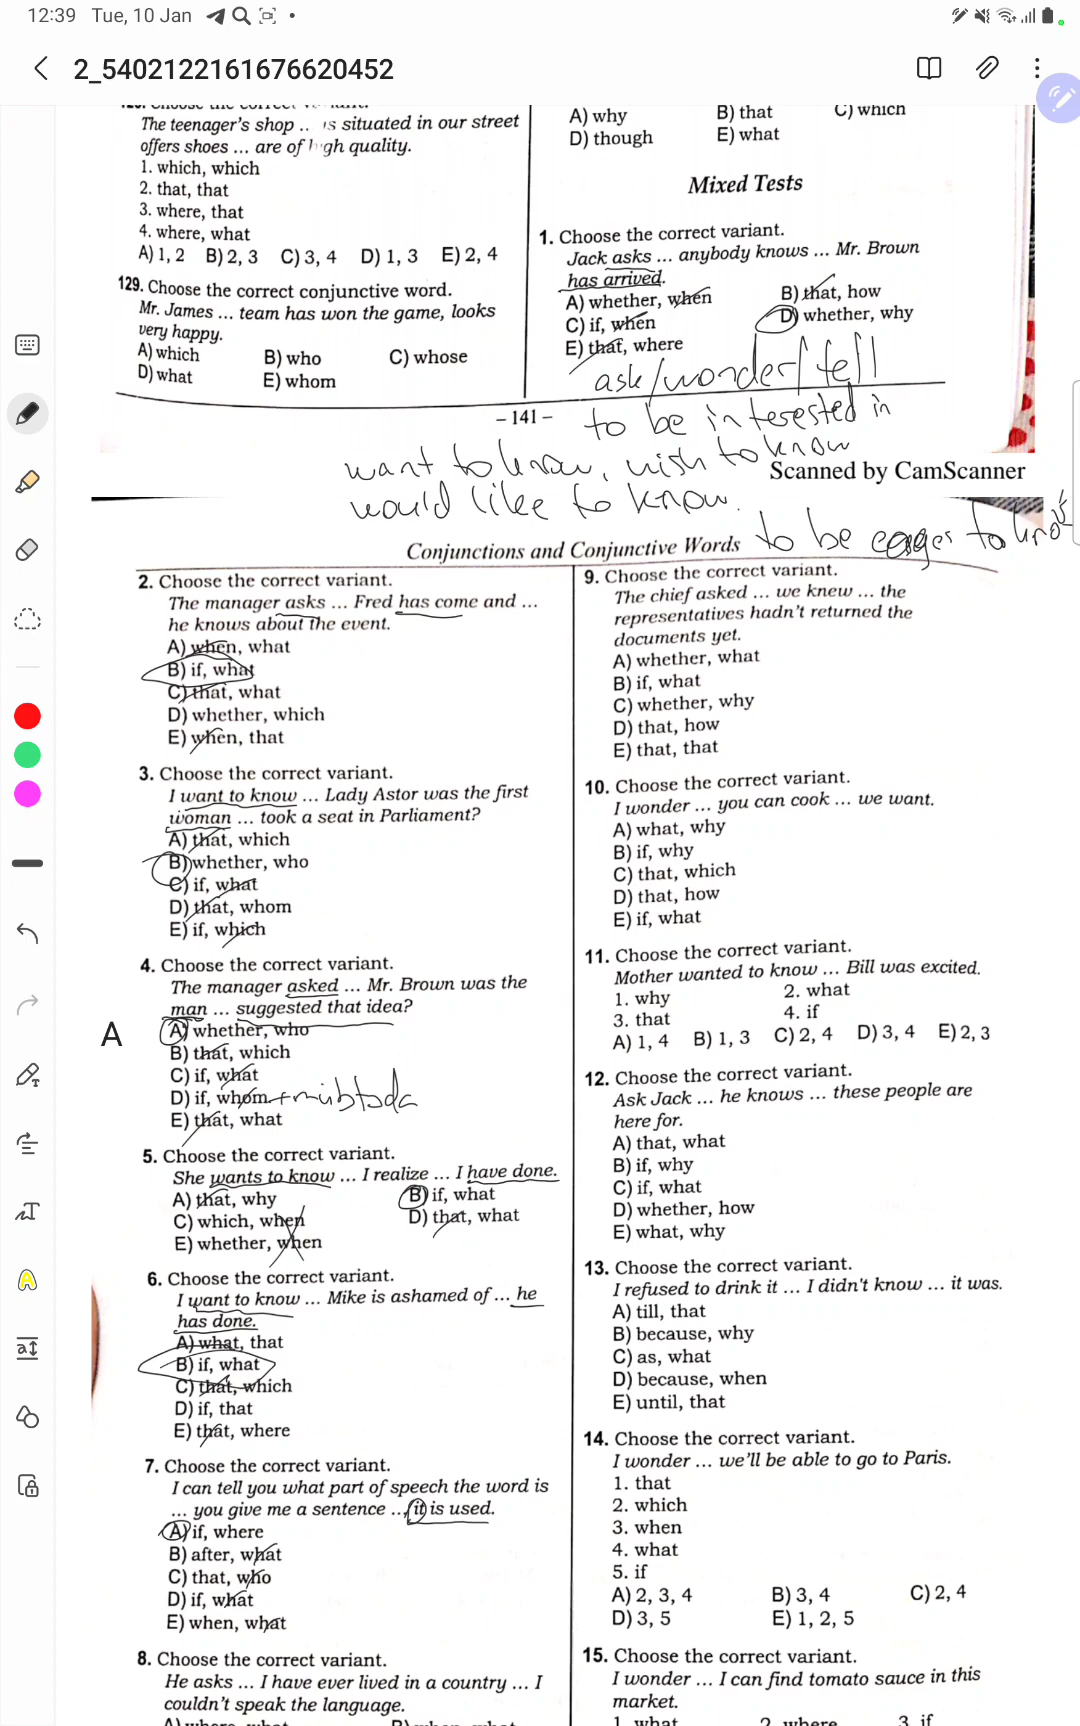 12:39 Tue, 10 Jan
2_5402122161676620452
The teenager's shop .. is situated in our street
offers shoes ... are of high quality.
1. which, which
2. that, that
3. where, that
4. where, what
A) 1, 2 B) 2, 3 C) 3, 4 D) 1, 3 E) 2, 4
129. Choose the correct conjunctive word.
Mr. James ... team has won the game, looks
very happy.
A) which B) who C) whose
D) what E) whom
A) why B) that C) which
D) though E) what
Mixed Tests
1. Choose the correct variant.
Jack asks ... anybody knows ... Mr. Brown
has arrived.
A) whether, when B) that, how
C) if, when D) whether, why
E) that, where
ask/wonder/tell
– 141 –
to be interested in
want to know, wish to know
Scanned by CamScanner
would like to know.
to be eager to know
Conjunctions and Conjunctive Words
2. Choose the correct variant.
The manager asks ... Fred has come and ...
he knows about the event.
A) when, what
B) if, what
C) that, what
D) whether, which
E) when, that
3. Choose the correct variant.
I want to know ... Lady Astor was the first
woman ... took a seat in Parliament?
A) that, which
B) whether, who
C) if, what
D) that, whom
E) if, which
4. Choose the correct variant.
The manager asked ... Mr. Brown was the
man ... suggested that idea?
A
A) whether, who
B) that, which
C) if, what
D) if, whom
E) that, what
5. Choose the correct variant.
She wants to know ... I realize ... I have done.
A) that, why B) if, what
C) which, when D) that, what
E) whether, when
6. Choose the correct variant.
I want to know ... Mike is ashamed of ... he
has done.
A) what, that
B) if, what
C) that, which
D) if, that
E) that, where
7. Choose the correct variant.
I can tell you what part of speech the word is
... you give me a sentence ... it is used.
A) if, where
B) after, what
C) that, who
D) if, what
E) when, what
8. Choose the correct variant.
He asks ... I have ever lived in a country ... I
couldn't speak the language.
9. Choose the correct variant.
The chief asked ... we knew ... the
representatives hadn't returned the
documents yet.
A) whether, what
B) if, what
C) whether, why
D) that, how
E) that, that
10. Choose the correct variant.
I wonder ... you can cook ... we want.
A) what, why
B) if, why
C) that, which
D) that, how
E) if, what
11. Choose the correct variant.
Mother wanted to know ... Bill was excited.
1. why 2. what
3. that 4. if
A) 1, 4 B) 1, 3 C) 2, 4 D) 3, 4 E) 2, 3
12. Choose the correct variant.
Ask Jack ... he knows ... these people are
here for.
A) that, what
B) if, why
C) if, what
D) whether, how
E) what, why
13. Choose the correct variant.
I refused to drink it ... I didn't know ... it was.
A) till, that
B) because, why
C) as, what
D) because, when
E) until, that
14. Choose the correct variant.
I wonder ... we'll be able to go to Paris.
1. that
2. which
3. when
4. what
5. if
A) 2, 3, 4 B) 3, 4 C) 2, 4
D) 3, 5 E) 1, 2, 5
15. Choose the correct variant.
I wonder ... I can find tomato sauce in this
market.
1. what 2. where 3. if